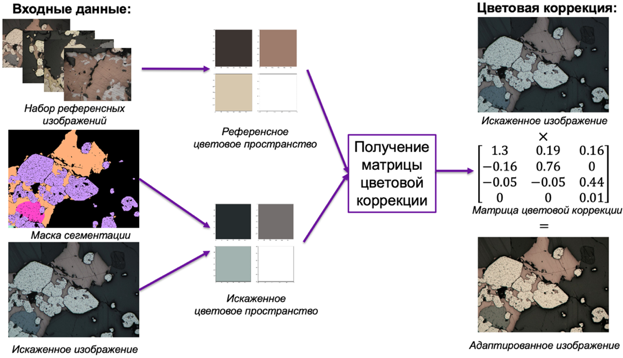 Входные данные:
Набор референсных
изображений
Маска сегментации
Искаженное изображение
Референсное
цветовое пространство
Искаженное
цветовое пространство
Получение
матрицы
цветовой
коррекции
Цветовая коррекция:
Искаженное изображение
×
1.3 0.19 0.16
−0.16 0.76 0
−0.05 −0.05 0.44
0 0 0.01
Матрица цветовой коррекции
=
Адаптированное изображение